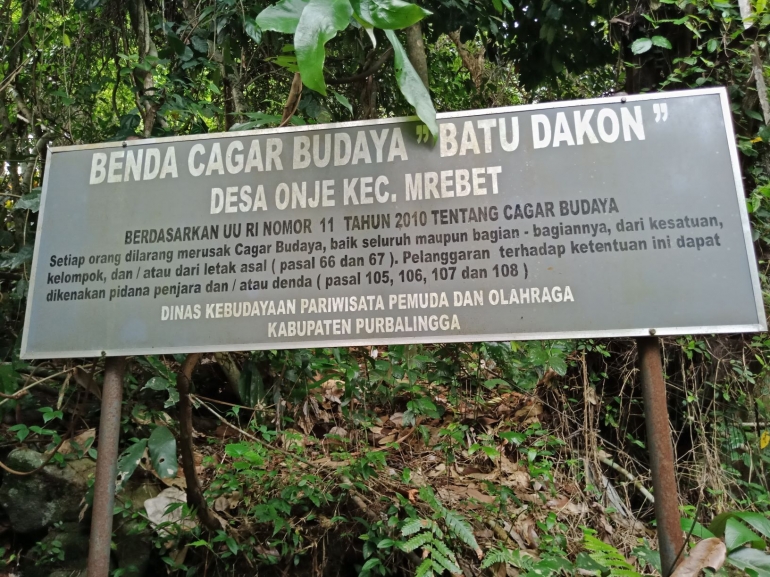 BENDA CAGAR BUDAYA " BATU DAKON "
DESA ONJE KEC. MREBET
BERDASARKAN UU RI NOMOR 11 TAHUN 2010 TENTANG CAGAR BUDAYA
Setiap orang dilarang merusak Cagar Budaya, baik seluruh maupun bagian - bagiannya, dari kesatuan,
kelompok, dan / atau dari letak asal ( pasal 66 dan 67 ). Pelanggaran terhadap ketentuan ini dapat
dikenakan pidana penjara dan / atau denda ( pasal 105, 106, 107 dan 108 )
DINAS KEBUDAYAAN PARIWISATA PEMUDA DAN OLAHRAGA
KABUPATEN PURBALINGGA